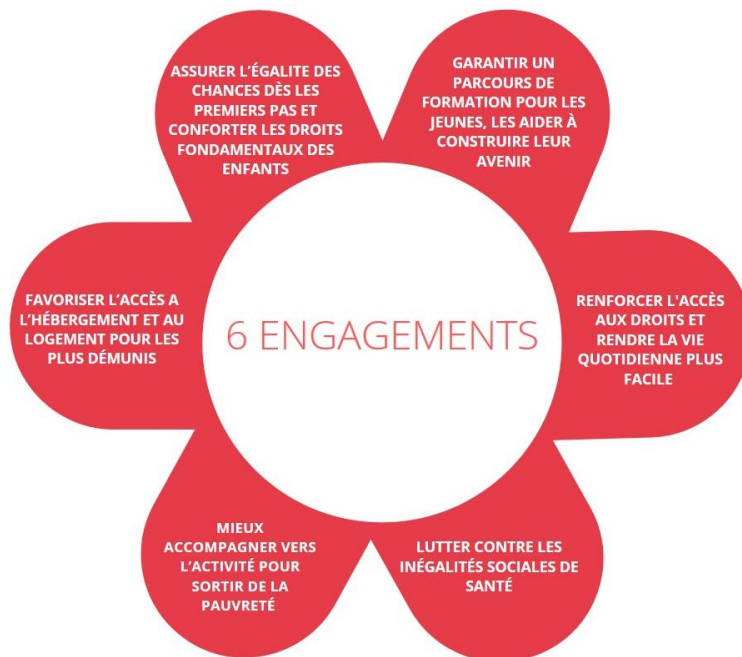 ASSURER L'ÉGALITE DES
CHANCES DÈS LES
PREMIERS PAS ET
CONFORTER LES DROITS
FONDAMENTAUX DES
ENFANTS
GARANTIR UN
PARCOURS DE
FORMATION POUR LES
JEUNES, LES AIDER À
CONSTRUIRE LEUR
AVENIR
FAVORISER L'ACCÈS A
L'HÉBERGEMENT ET AU
LOGEMENT POUR LES
PLUS DÉMUNIS
6 ENGAGEMENTS
RENFORCER L'ACCÈS
AUX DROITS ET
RENDRE LA VIE
QUOTIDIENNE PLUS
FACILE
MIEUX
ACCOMPAGNER VERS
L'ACTIVITÉ POUR
SORTIR DE LA
PAUVRETÉ
LUTTER CONTRE LES
INÉGALITÉS SOCIALES DE
SANTÉ